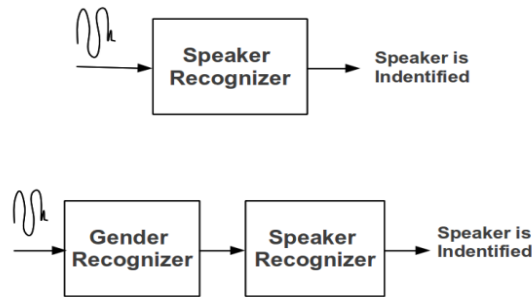 Speaker
Recognizer
Speaker is
Indentified
Gender
Recognizer
Speaker
Recognizer
Speaker is
Indentified